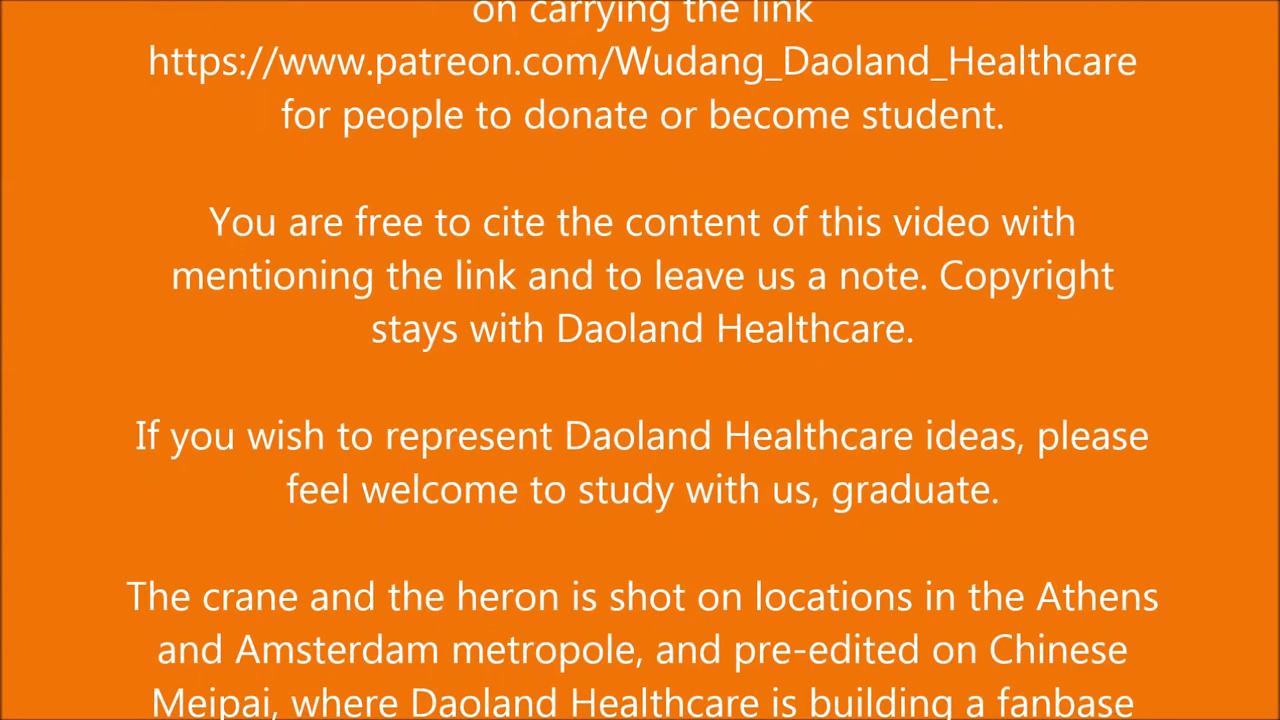 on carrying the link
https://www.patreon.com/Wudang_Daoland_Healthcare
for people to donate or become student.
You are free to cite the content of this video with
mentioning the link and to leave us a note. Copyright
stays with Daoland Healthcare.
If you wish to represent Daoland Healthcare ideas, please
feel welcome to study with us, graduate.
The crane and the heron is shot on locations in the Athens
and Amsterdam metropole, and pre-edited on Chinese
Meipai, where Daoland Healthcare is building a fanbase